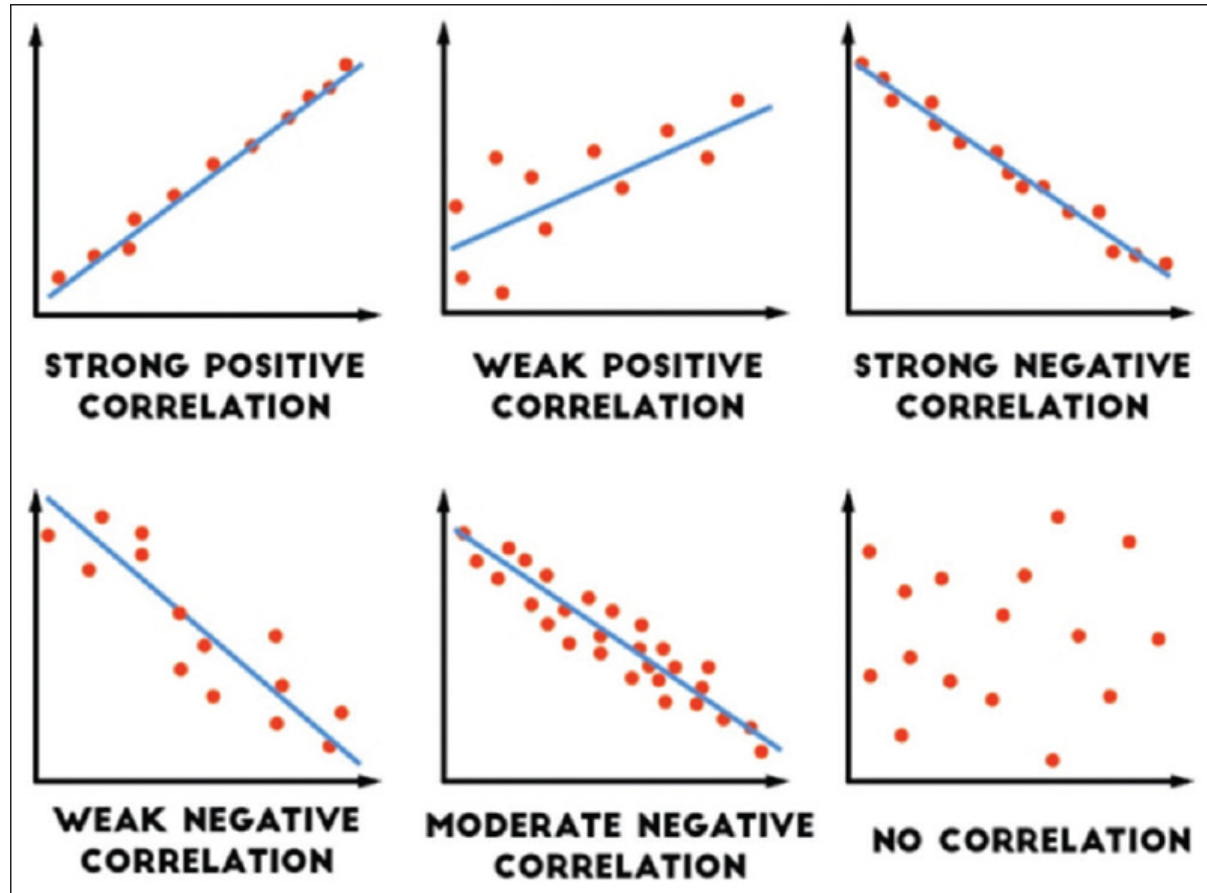 STRONG POSITIVE
CORRELATION
WEAK POSITIVE
CORRELATION
STRONG NEGATIVE
CORRELATION
WEAK NEGATIVE
CORRELATION
MODERATE NEGATIVE
CORRELATION
NO CORRELATION